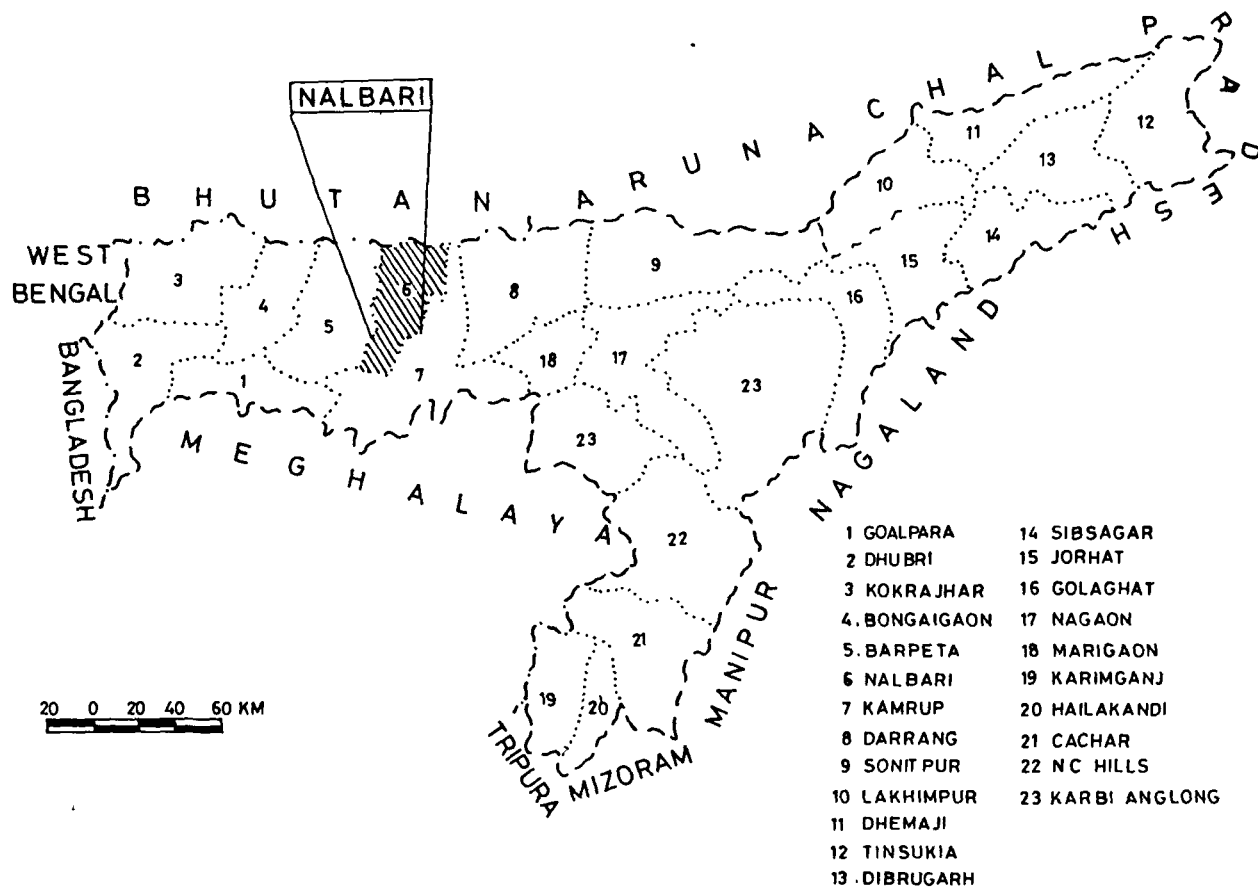 NALBARI
BHUTAN
ARUNACHAL PRADESH
WEST
BENGAL
BANGLADESH
MEGHALAYA
NAGALAND
MANIPUR
TRIPURA
MIZORAM
3
4
5
6
8
9
10
11
12
13
14
15
16
2
1
7
18
17
23
23
22
21
19
20
20 0 20 40 60 KM
1 GOALPARA
2 DHUBRI
3 KOKRAJHAR
4. BONGAIGAON
5. BARPETA
6 NALBARI
7 KAMRUP
8 DARRANG
9 SONITPUR
10 LAKHIMPUR
11 DHEMAJI
12 TINSUKIA
13 . DIBRUGARH
14 SIBSAGAR
15 JORHAT
16 GOLAGHAT
17 NAGAON
18 MARIGAON
19 KARIMGANJ
20 HAILAKANDI
21 CACHAR
22 NC HILLS
23 KARBI ANGLONG